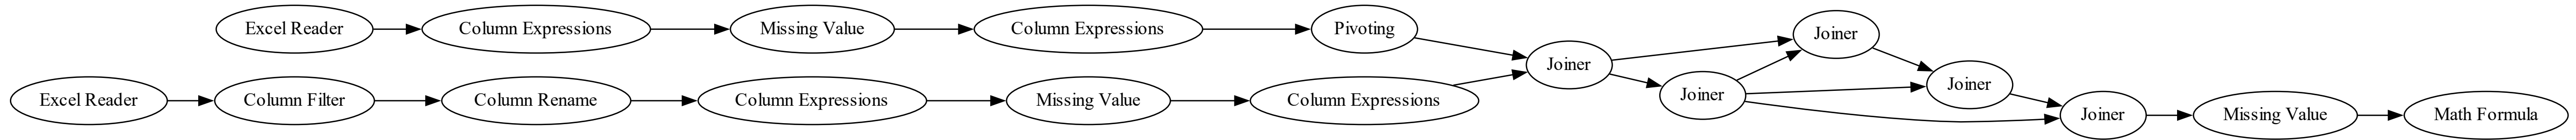 Excel Reader
Column Expressions
Missing Value
Column Expressions
Pivoting
Joiner
Joiner
Joiner
Joiner
Excel Reader
Column Filter
Column Rename
Column Expressions
Missing Value
Column Expressions
Joiner
Missing Value
Math Formula